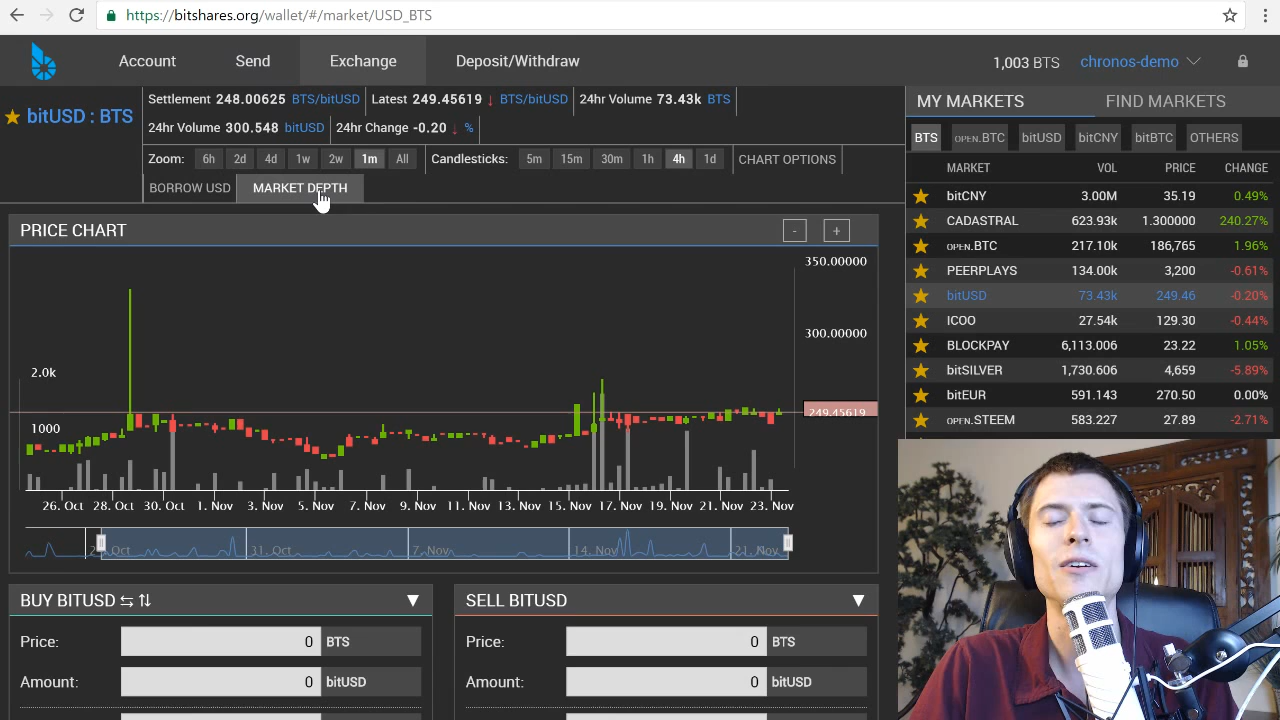 https://bitshares.org/wallet/#/market/USD_BTS
Account Send Exchange Deposit/Withdraw 1,003 BTS chronos-demo
bitUSD : BTS
Settlement 248.00625 BTS/bitUSD Latest 249.45619 ↓ BTS/bitUSD 24hr Volume 73.43k BTS
24hr Volume 300.548 bitUSD 24hr Change -0.20 ↓ %
Zoom: 6h 2d 4d 1w 2w 1m All Candlesticks: 5m 15m 30m 1h 4h 1d CHART OPTIONS
BORROW USD MARKET DEPTH
PRICE CHART - +
350.00000
300.00000
2.0k
249.45619
1000
26. Oct 28. Oct 30. Oct 1. Nov 3. Nov 5. Nov 7. Nov 9. Nov 11. Nov 13. Nov 15. Nov 17. Nov 19. Nov 21. Nov 23. Nov
Oct 31. Oct 7. Nov 14. Nov 21. Nov
BUY BITUSD ⇆ ⇅ ▼
Price: 0 BTS
Amount: 0 bitUSD
SELL BITUSD ▼
Price: 0 BTS
Amount: 0 bitUSD
MY MARKETS FIND MARKETS
BTS OPEN.BTC bitUSD bitCNY bitBTC OTHERS
MARKET VOL PRICE CHANGE
bitCNY 3.00M 35.19 0.49%
CADASTRAL 623.93k 1.300000 240.27%
OPEN.BTC 217.10k 186,765 1.96%
PEERPLAYS 134.00k 3,200 -0.61%
bitUSD 73.43k 249.46 -0.20%
ICOO 27.54k 129.30 -0.44%
BLOCKPAY 6,113.006 23.22 1.05%
bitSILVER 1,730.606 4,659 -5.89%
bitEUR 591.143 270.50 0.00%
OPEN.STEEM 583.227 27.89 -2.71%